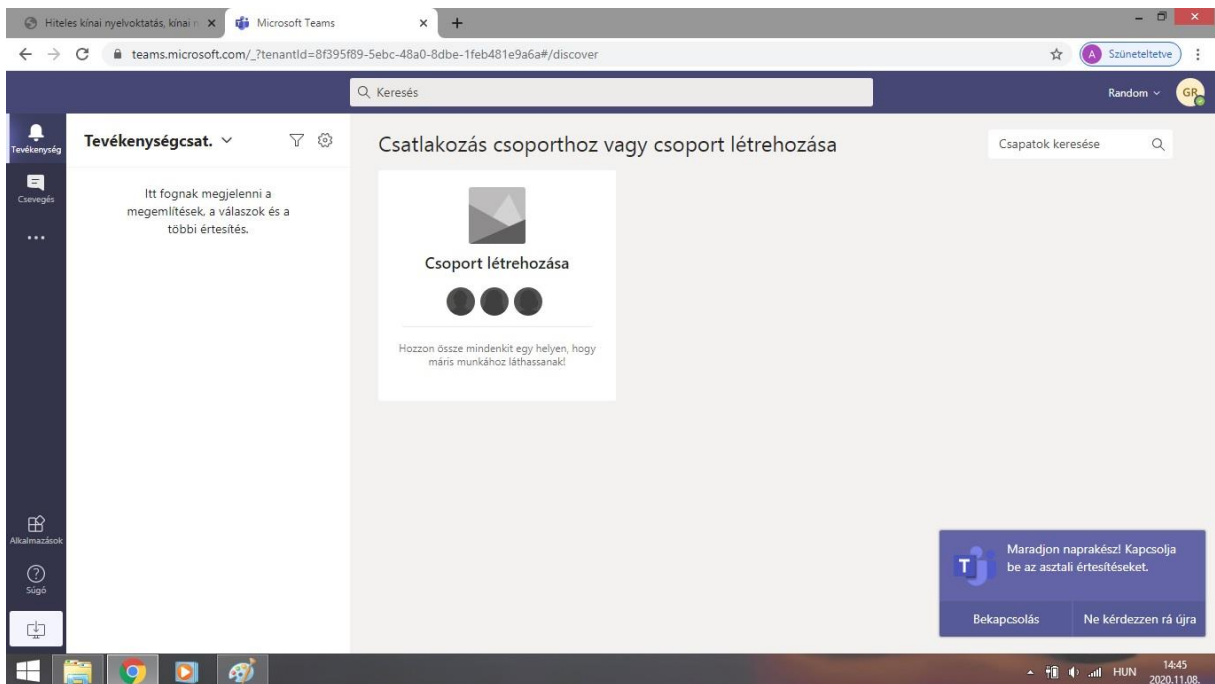 Hiteles kínai nyelvoktatás, kínai n
Microsoft Teams
teams.microsoft.com/_?tenantId=8f395f89-5ebc-48a0-8dbe-1feb481e9a6a#/discover
A
Szüneteltetve
Keresés
Random
GR
Tevékenység
Csevegés
Alkalmazások
Súgó
Tevékenységcsat.
Itt fognak megjelenni a
megemlítések, a válaszok és a
többi értesítés.
Csatlakozás csoporthoz vagy csoport létrehozása
Csapatok keresése
Csoport létrehozása
Hozzon össze mindenkit egy helyen, hogy
máris munkához láthassanak!
T
Maradjon naprakész! Kapcsolja
be az asztali értesítéseket.
Bekapcsolás
Ne kérdezzen rá újra
HUN
14:45
2020.11.08.